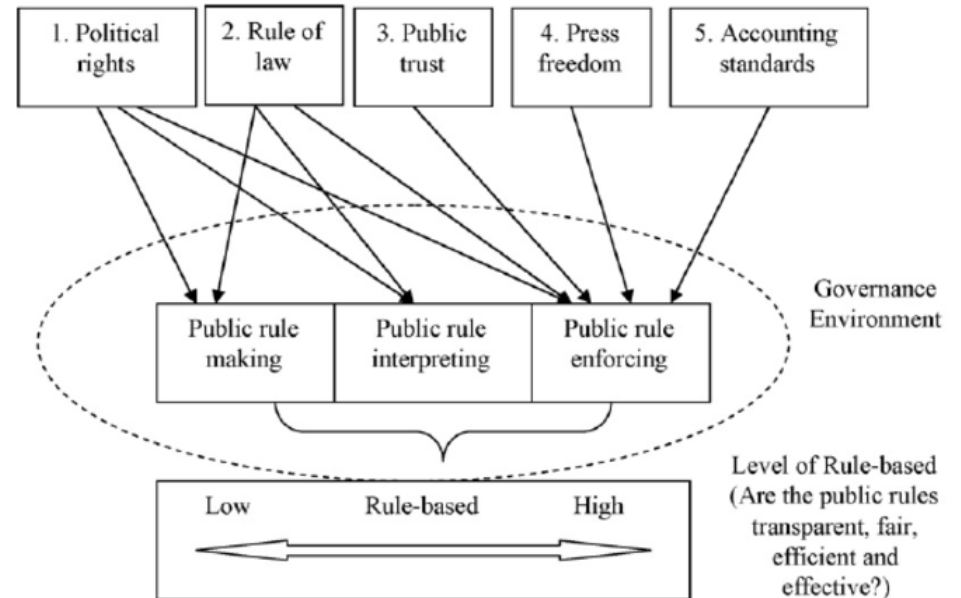 1. Political
rights
2. Rule of
law
3. Public
trust
4. Press
freedom
5. Accounting
standards
Governance
Environment
Public rule
making
Public rule
interpreting
Public rule
enforcing
Level of Rule-based
(Are the public rules
transparent, fair,
efficient and
effective?)
Low Rule-based High